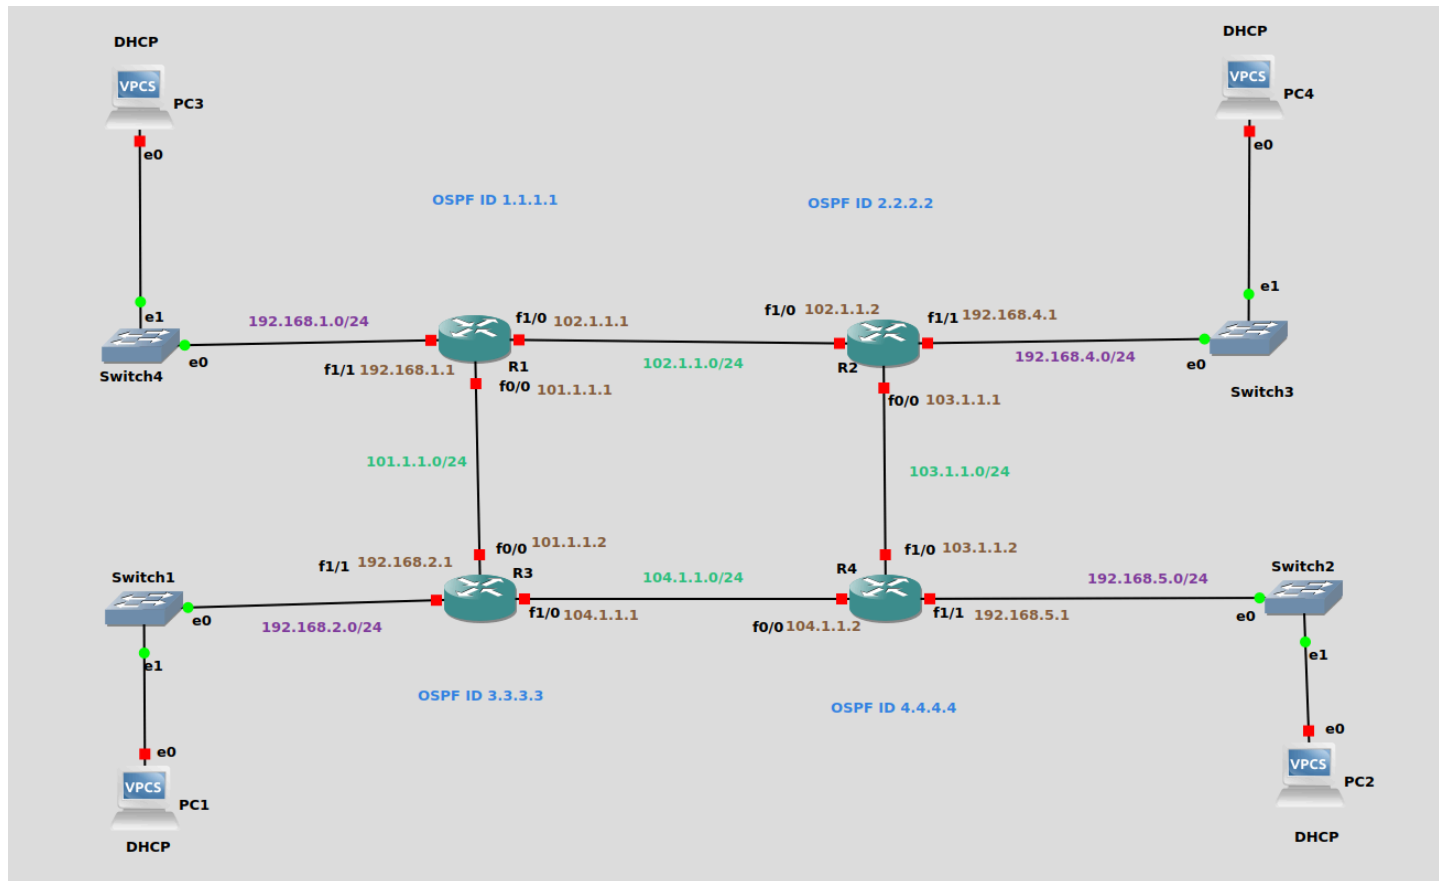 DHCP
VPCS
PC3
e0
DHCP
VPCS
PC4
e0
OSPF ID 1.1.1.1
OSPF ID 2.2.2.2
e1
192.168.1.0/24
e0
Switch4
f1/1 192.168.1.1
f1/0 102.1.1.1
R1
f0/0 101.1.1.1
102.1.1.0/24
f1/0 102.1.1.2
R2
f1/1 192.168.4.1
192.168.4.0/24
f0/0 103.1.1.1
e1
e0
Switch3
101.1.1.0/24
103.1.1.0/24
f0/0 101.1.1.2
f1/1 192.168.2.1
R3
Switch1
e0
192.168.2.0/24
e1
f1/0 104.1.1.1
104.1.1.0/24
f1/0 103.1.1.2
R4
f0/0 104.1.1.2
f1/1 192.168.5.1
192.168.5.0/24
Switch2
e0
e1
OSPF ID 3.3.3.3
OSPF ID 4.4.4.4
e0
VPCS
PC1
DHCP
e0
VPCS
PC2
DHCP